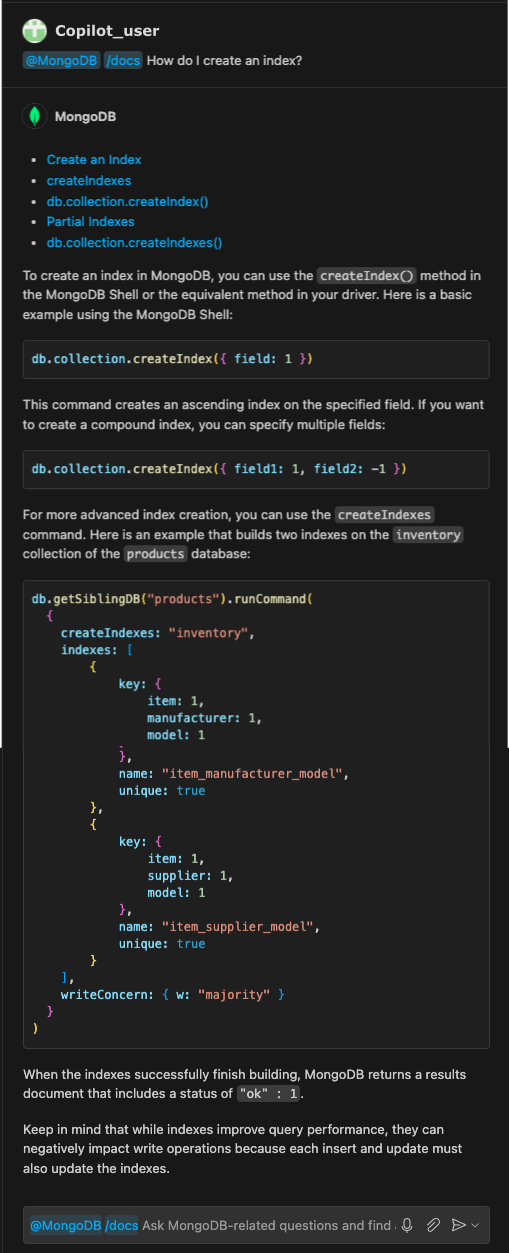 Copilot_user
@MongoDB /docs How do I create an index?
MongoDB
• Create an Index
• createIndexes
• db.collection.createIndex()
• Partial Indexes
• db.collection.createIndexes()
To create an index in MongoDB, you can use the createIndex() method in
the MongoDB Shell or the equivalent method in your driver. Here is a basic
example using the MongoDB Shell:
db.collection.createIndex({ field: 1 })
This command creates an ascending index on the specified field. If you want
to create a compound index, you can specify multiple fields:
db.collection.createIndex({ field1: 1, field2: -1 })
For more advanced index creation, you can use the createIndexes
command. Here is an example that builds two indexes on the inventory
collection of the products database:
db.getSiblingDB("products").runCommand(
{
createIndexes: "inventory",
indexes: [
{
key: {
item: 1,
manufacturer: 1,
model: 1
},
name: "item_manufacturer_model",
unique: true
},
{
key: {
item: 1,
supplier: 1,
model: 1
},
name: "item_supplier_model",
unique: true
}
],
writeConcern: { w: "majority" }
}
)
When the indexes successfully finish building, MongoDB returns a results
document that includes a status of "ok" : 1.
Keep in mind that while indexes improve query performance, they can
negatively impact write operations because each insert and update must
also update the indexes.
@MongoDB /docs Ask MongoDB-related questions and find